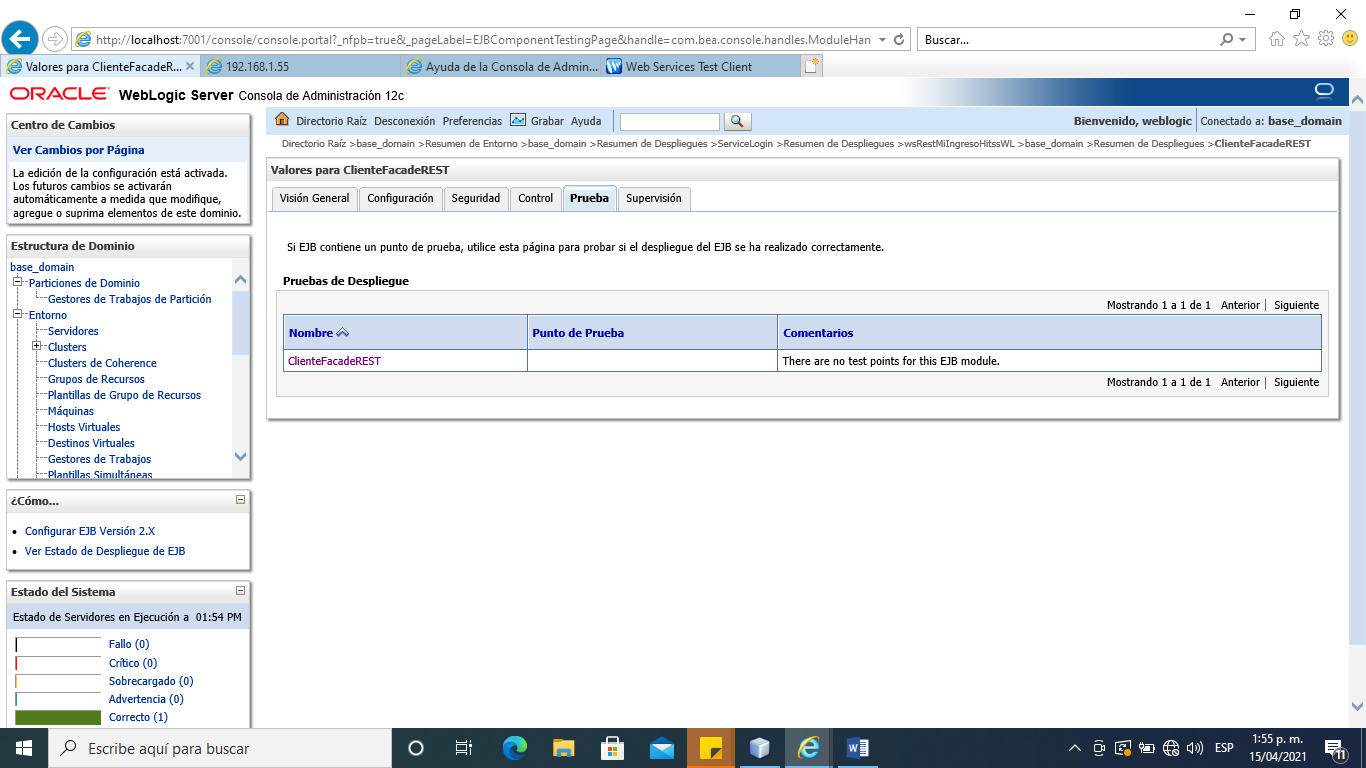 http://localhost:7001/console/console.portal?_nfpb=true&_pageLabel=EJBComponentTestingPage&handle=com.bea.console.handles.ModuleHan
Buscar...
Valores para ClienteFacadeR...
192.168.1.55
Ayuda de la Consola de Admin...
Web Services Test Client
ORACLE WebLogic Server Consola de Administración 12c
Centro de Cambios
Ver Cambios por Página
La edición de la configuración está activada.
Los futuros cambios se activarán
automáticamente a medida que modifique,
agregue o suprima elementos de este dominio.
Estructura de Dominio
base_domain
Particiones de Dominio
Gestores de Trabajos de Partición
Entorno
Servidores
Clusters
Clusters de Coherence
Grupos de Recursos
Plantillas de Grupo de Recursos
Máquinas
Hosts Virtuales
Destinos Virtuales
Gestores de Trabajos
Plantillas Simultáneas
¿Cómo...
Configurar EJB Versión 2.X
Ver Estado de Despliegue de EJB
Estado del Sistema
Estado de Servidores en Ejecución a 01:54 PM
Fallo (0)
Crítico (0)
Sobrecargado (0)
Advertencia (0)
Correcto (1)
Directorio Raíz Desconexión Preferencias Grabar Ayuda
Bienvenido, weblogic Conectado a: base_domain
Directorio Raíz >base_domain >Resumen de Entorno >base_domain >Resumen de Despliegues >ServiceLogin >Resumen de Despliegues >wsRestMiIngresoHitssWL >base_domain >Resumen de Despliegues >ClienteFacadeREST
Valores para ClienteFacadeREST
Visión General Configuración Seguridad Control Prueba Supervisión
Si EJB contiene un punto de prueba, utilice esta página para probar si el despliegue del EJB se ha realizado correctamente.
Pruebas de Despliegue
Mostrando 1 a 1 de 1 Anterior | Siguiente
Nombre Punto de Prueba Comentarios
ClienteFacadeREST There are no test points for this EJB module.
Mostrando 1 a 1 de 1 Anterior | Siguiente
Escribe aquí para buscar
ESP
1:55 p. m.
15/04/2021
11